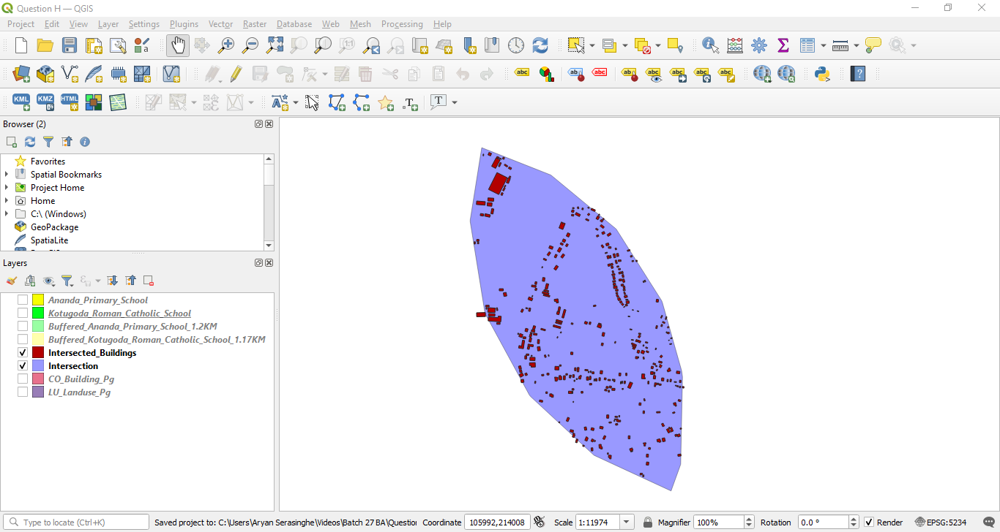 Question H — QGIS
Project Edit View Layer Settings Plugins Vector Raster Database Web Mesh Processing Help
KML KMZ HTML
Browser (2)
Favorites
Spatial Bookmarks
Project Home
Home
C:\ (Windows)
GeoPackage
SpatiaLite
Layers
Ananda_Primary_School
Kotugoda_Roman_Catholic_School
Buffered_Ananda_Primary_School_1.2KM
Buffered_Kotugoda_Roman_Catholic_School_1.17KM
Intersected_Buildings
Intersection
CO_Building_Pg
LU_Landuse_Pg
Type to locate (Ctrl+K) Saved project to: C:\Users\Aryan Serasinghe\Videos\Batch 27 BA\Question Coordinate 105992,214008 Scale 1:11974 Magnifier 100% Rotation 0.0 ° Render EPSG:5234